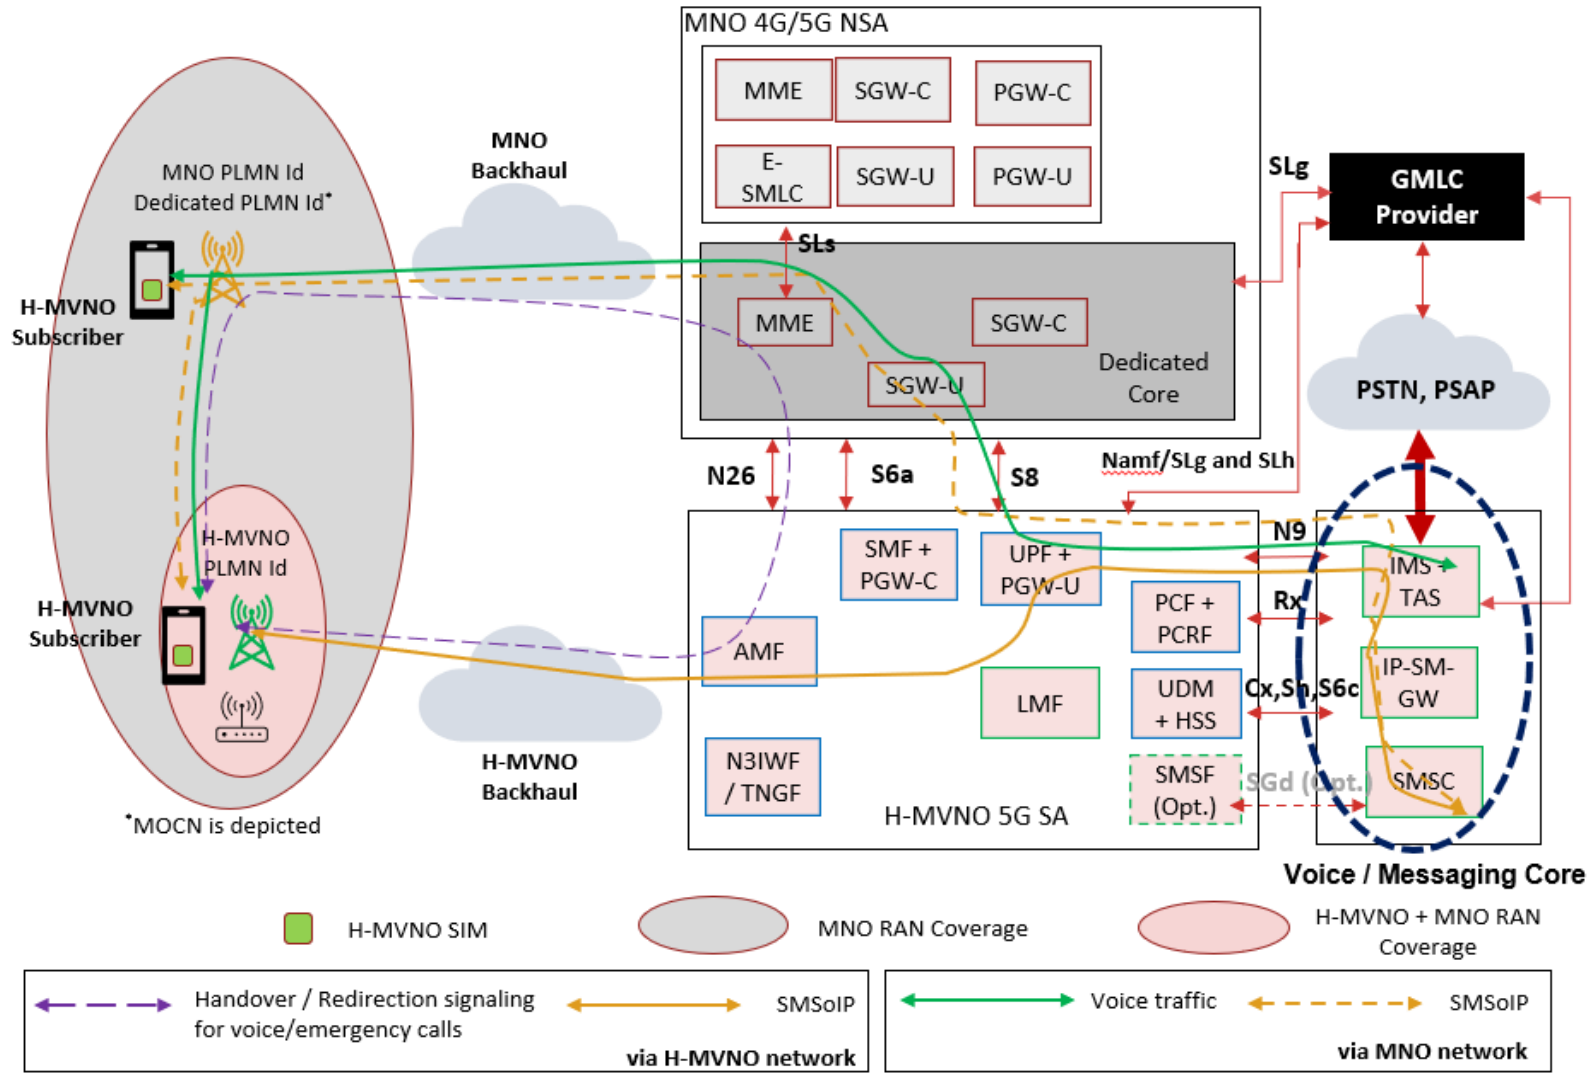 MNO 4G/5G NSA
MME
SGW-C
PGW-C
E-
SMLC
SGW-U
PGW-U
MNO
Backhaul
SLg
GMLC
Provider
MNO PLMN Id
Dedicated PLMN Id*
SLs
H-MVNO
Subscriber
MME
SGW-C
SGW-U
Dedicated
Core
PSTN, PSAP
N26
S6a
S8
Namf/SLg and SLh
H-MVNO
PLMN Id
SMF +
PGW-C
UPF +
PGW-U
N9
IMS +
TAS
H-MVNO
Subscriber
PCF +
PCRF
Rx
AMF
LMF
UDM
+ HSS
Cx,Sh,S6c
IP-SM-
GW
H-MVNO
Backhaul
N3IWF
/ TNGF
SMSF
(Opt.)
SGd (Opt.)
SMSC
H-MVNO 5G SA
*MOCN is depicted
Voice / Messaging Core
H-MVNO SIM
MNO RAN Coverage
H-MVNO + MNO RAN
Coverage
Handover / Redirection signaling
for voice/emergency calls
SMSoIP
via H-MVNO network
Voice traffic
SMSoIP
via MNO network